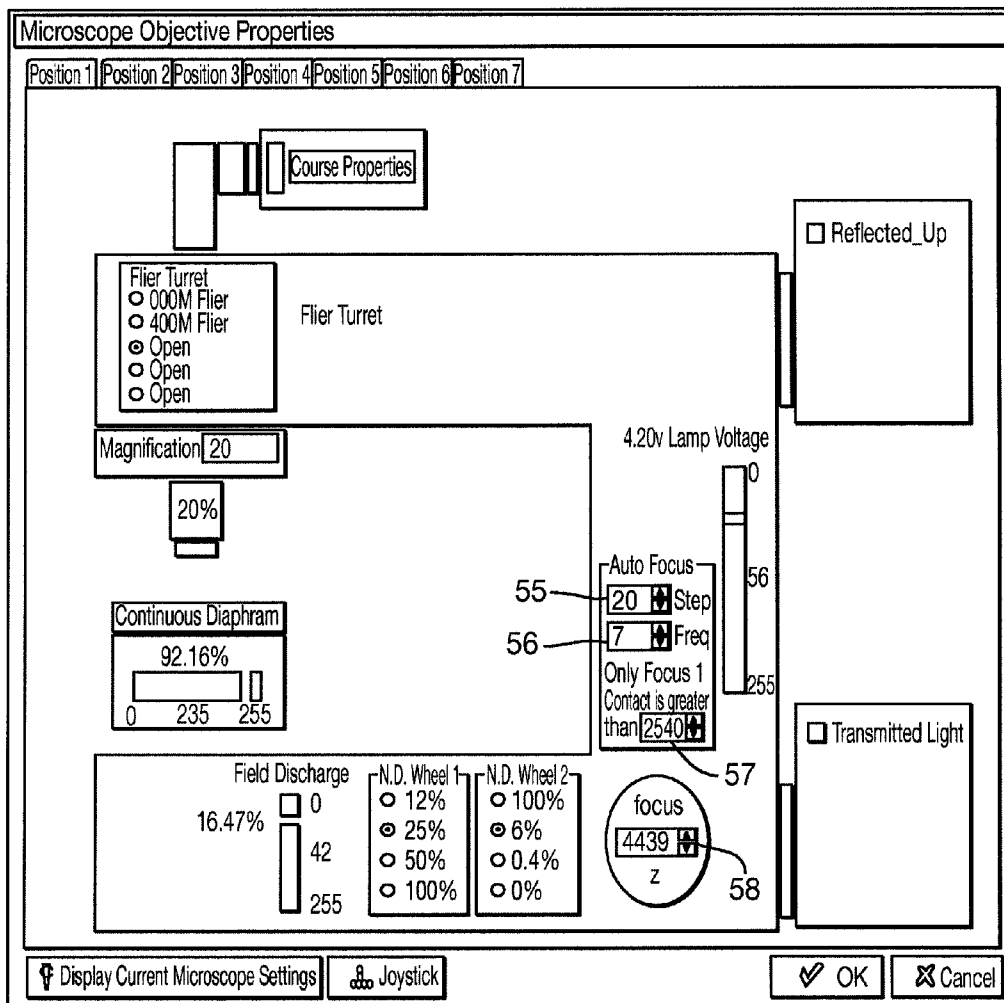 Microscope Objective Properties
Position 1 Position 2 Position 3 Position 4 Position 5 Position 6 Position 7
Course Properties
Reflected_Up
Flier Turret
000M Flier
400M Flier
Open
Open
Open
Flier Turret
Magnification 20
20%
4.20v Lamp Voltage
0
56
255
Auto Focus
55
20 Step
56
7 Freq
Only Focus 1
Contact is greater
than 2540
57
Continuous Diaphram
92.16%
0 235 255
Transmitted Light
Field Discharge
16.47%
0
42
255
N.D. Wheel 1
12%
25%
50%
100%
N.D. Wheel 2
100%
6%
0.4%
0%
focus
4439
z
58
Display Current Microscope Settings Joystick OK Cancel